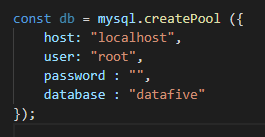 const db = mysql.createPool ({
    host: "localhost",
    user: "root",
    password : "",
    database : "datafive"
});